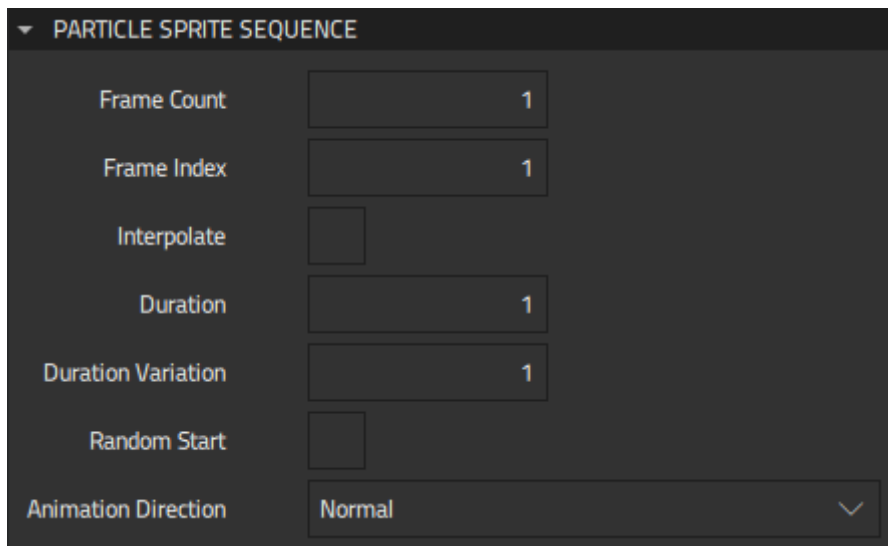 PARTICLE SPRITE SEQUENCE
Frame Count 1
Frame Index 1
Interpolate
Duration 1
Duration Variation 1
Random Start
Animation Direction Normal